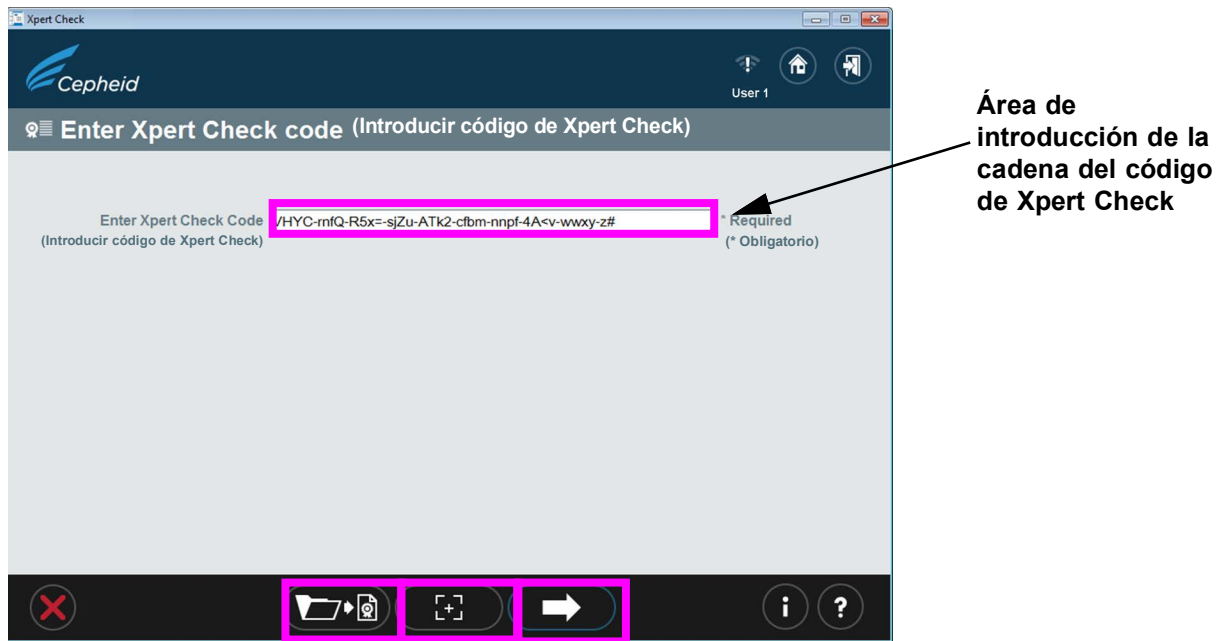 Xpert Check
Cepheid
User 1
Enter Xpert Check code (Introducir código de Xpert Check)
Área de
introducción de la
cadena del código
de Xpert Check
Enter Xpert Check Code VHYC-rnfQ-R5x=-sjZu-ATk2-cfbm-nnpf-4A<v-wwxy-z# * Required
(Introducir código de Xpert Check) (* Obligatorio)